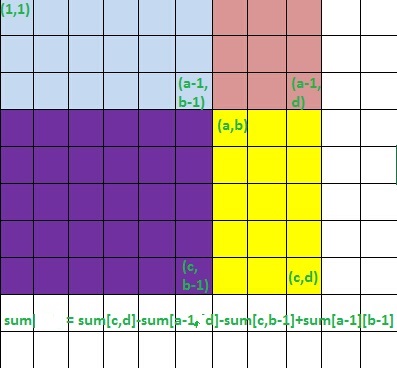 (1,1)
(a-1,
b-1)
(a-1,
d)
(a,b)
(c,
b-1)
(c,d)
sum| = sum[c,d]-sum[a-1, d]-sum[c,b-1]+sum[a-1][b-1]